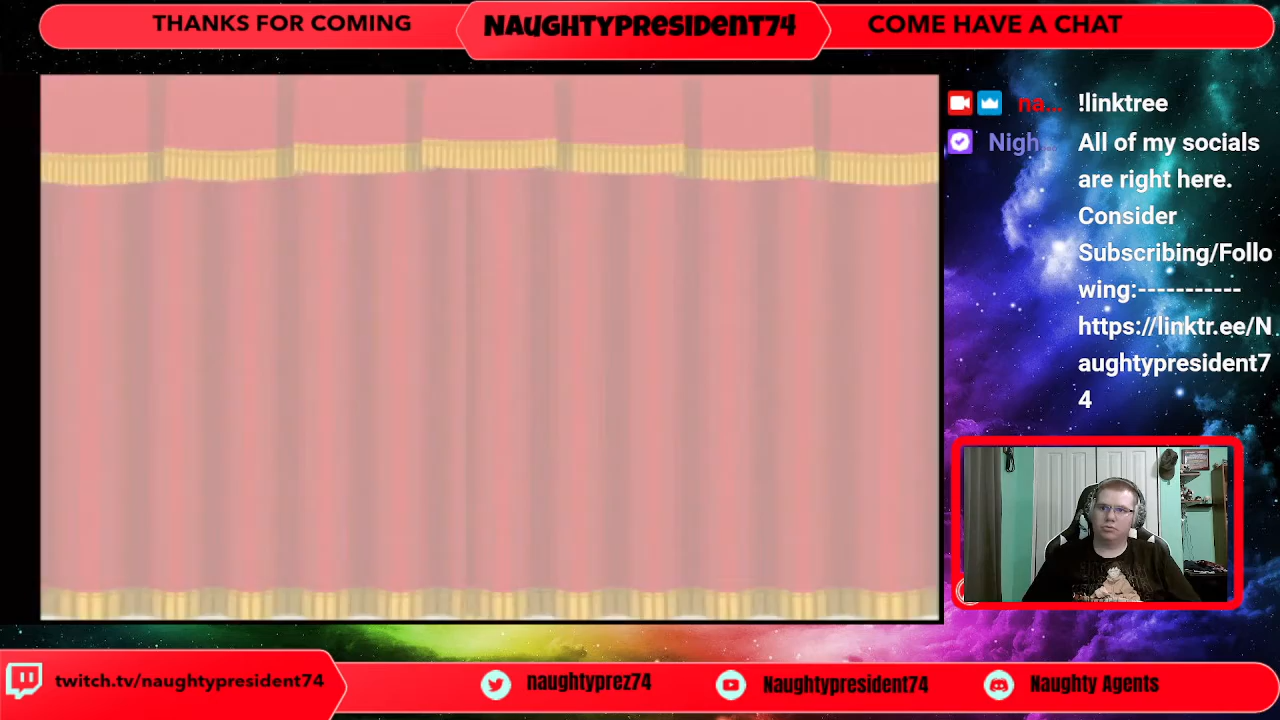 THANKS FOR COMING
NAUGHTYPRESIDENT74
COME HAVE A CHAT
na... !linktree
Nigh... All of my socials
are right here.
Consider
Subscribing/Follo
wing:-----------
https://linktr.ee/N
aughtypresident7
4
twitch.tv/naughtypresident74
naughtyprez74
Naughtypresident74
Naughty Agents